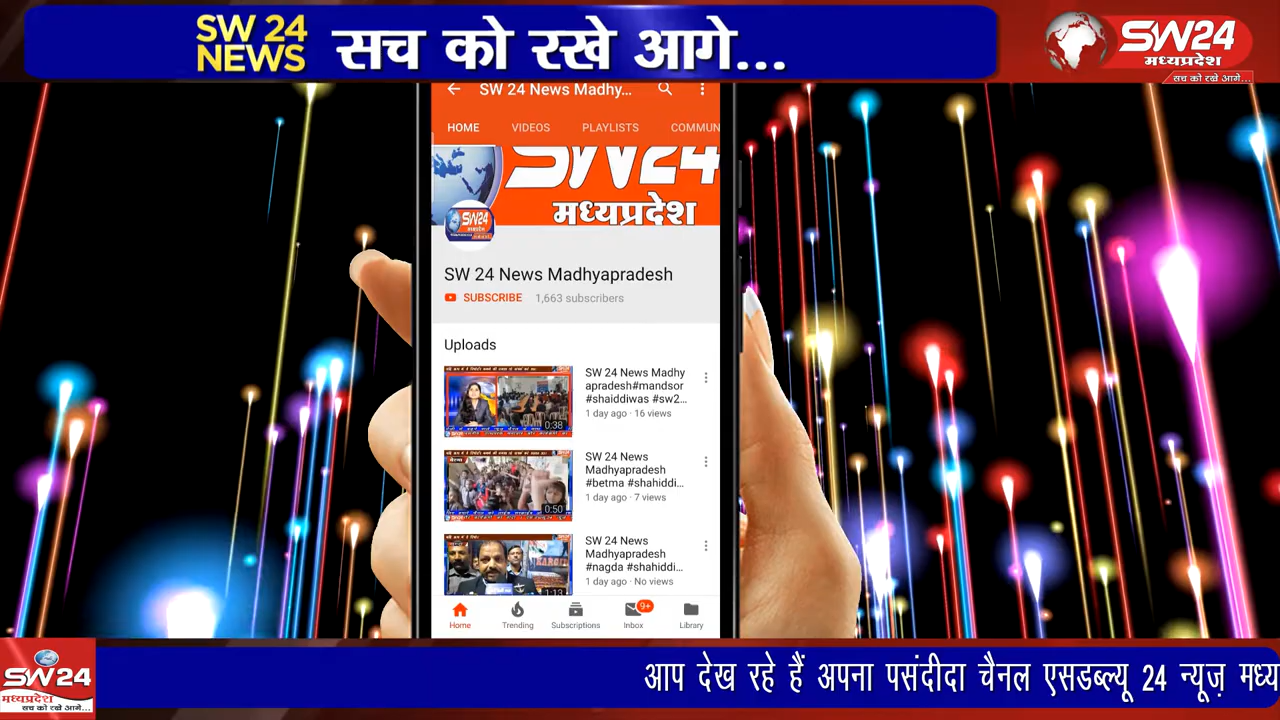 SW 24
NEWS
सच को रखे आगे...
SW24
मध्यप्रदेश
सच को रखे आगे...
SW 24 News Madhy...
HOME VIDEOS PLAYLISTS COMMUN
SW24
मध्यप्रदेश
SW24
SW 24 News Madhyapradesh
SUBSCRIBE 1,663 subscribers
Uploads
SW 24 News Madhy
apradesh#mandsor
#shaiddiwas #sw2...
1 day ago · 16 views
0:38
SW 24 News
Madhyapradesh
#betma #shahiddi...
1 day ago · 7 views
0:50
SW 24 News
Madhyapradesh
#nagda #shahiddi...
1 day ago · No views
1:13
9+
Home Trending Subscriptions Inbox Library
SW24
मध्यप्रदेश
सच को रखे आगे...
आप देख रहे हैं अपना पसंदीदा चैनल एसडब्ल्यू 24 न्यूज़ मध्य